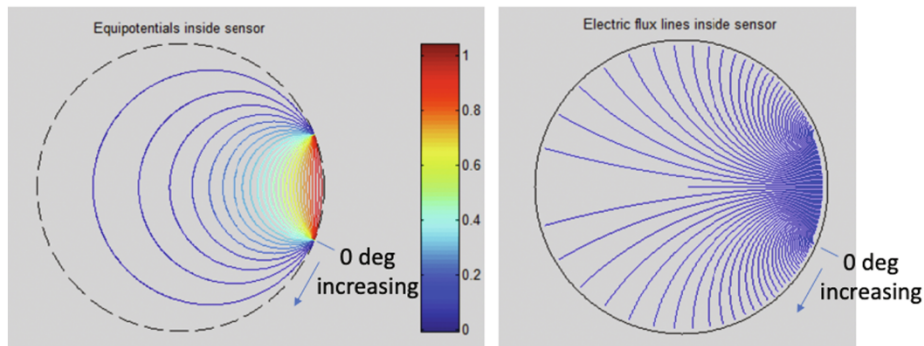 Equipotentials inside sensor
1
0.8
0.6
0.4
0.2
0
0 deg
increasing
Electric flux lines inside sensor
0 deg
increasing